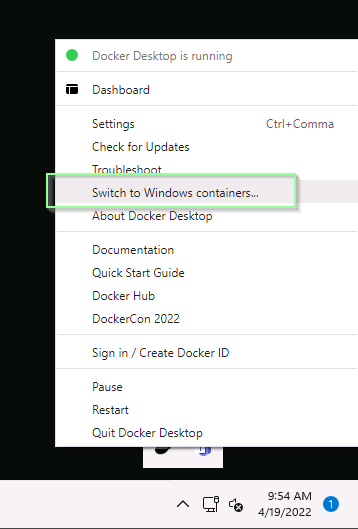 Docker Desktop is running
Dashboard
Settings Ctrl+Comma
Check for Updates
Troubleshoot
Switch to Windows containers...
About Docker Desktop
Documentation
Quick Start Guide
Docker Hub
DockerCon 2022
Sign in / Create Docker ID
Pause
Restart
Quit Docker Desktop
9:54 AM
4/19/2022
1